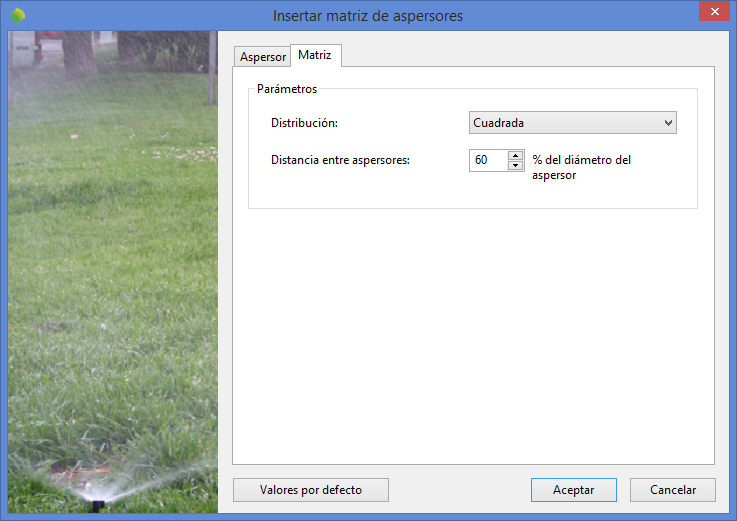 Insertar matriz de aspersores
Aspersor
Matriz
Parámetros
Distribución:
Cuadrada
Distancia entre aspersores:
60
% del diámetro del
aspersor
Valores por defecto
Aceptar
Cancelar